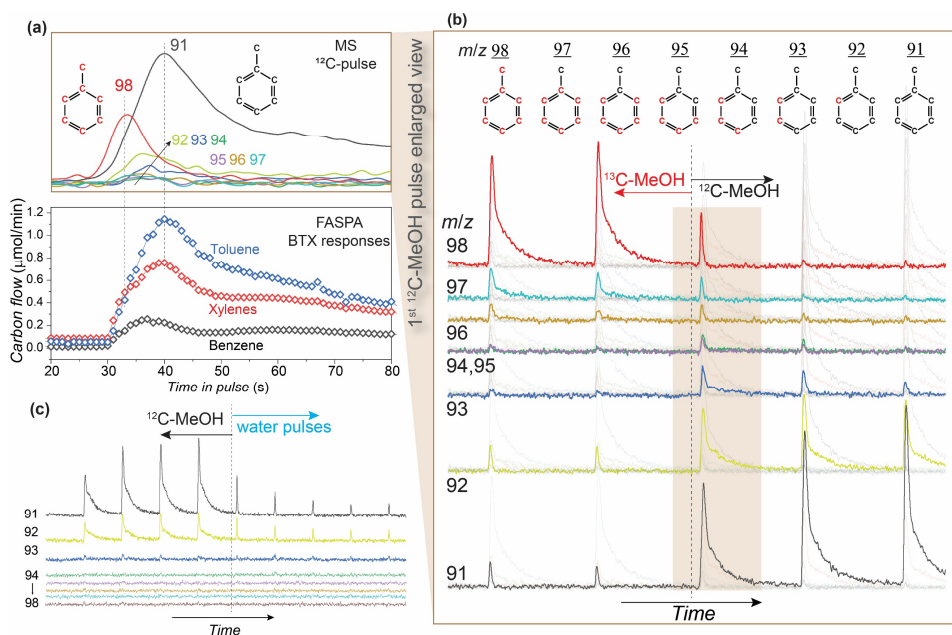 (a)
91
MS
¹²C-pulse
C
98
C
92 93 94
95 96 97
FASPA
BTX responses
Toluene
Xylenes
Benzene
Carbon flow (μmol/min)
1.2
1.0
0.8
0.6
0.4
0.2
0.0
20 30 40 50 60 70 80
Time in pulse (s)
1st ¹²C-MeOH pulse enlarged view
(b)
m/z 98 97 96 95 94 93 92 91
C C C C C C C C
¹³C-MeOH
¹²C-MeOH
m/z
98
97
96
94,95
93
92
91
Time
(c)
¹²C-MeOH
water pulses
91
92
93
94
98
Time